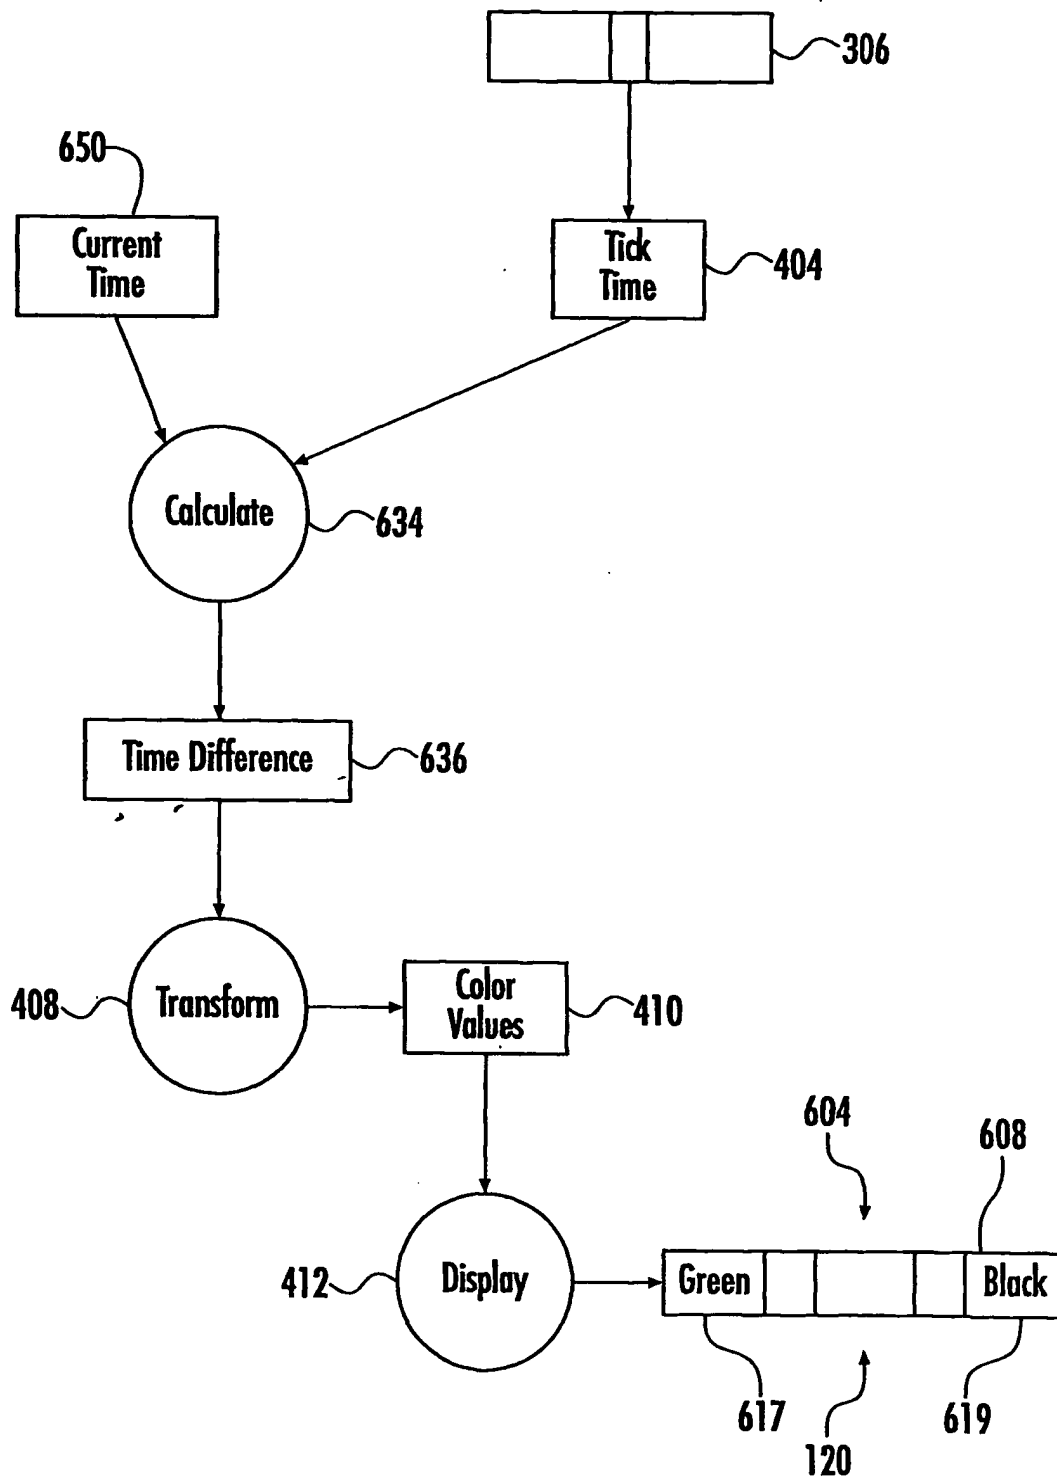 306
650
Current
Time
Tick
Time
404
Calculate
634
Time Difference
636
408
Transform
Color
Values
410
604
608
412
Display
Green
Black
617
619
120